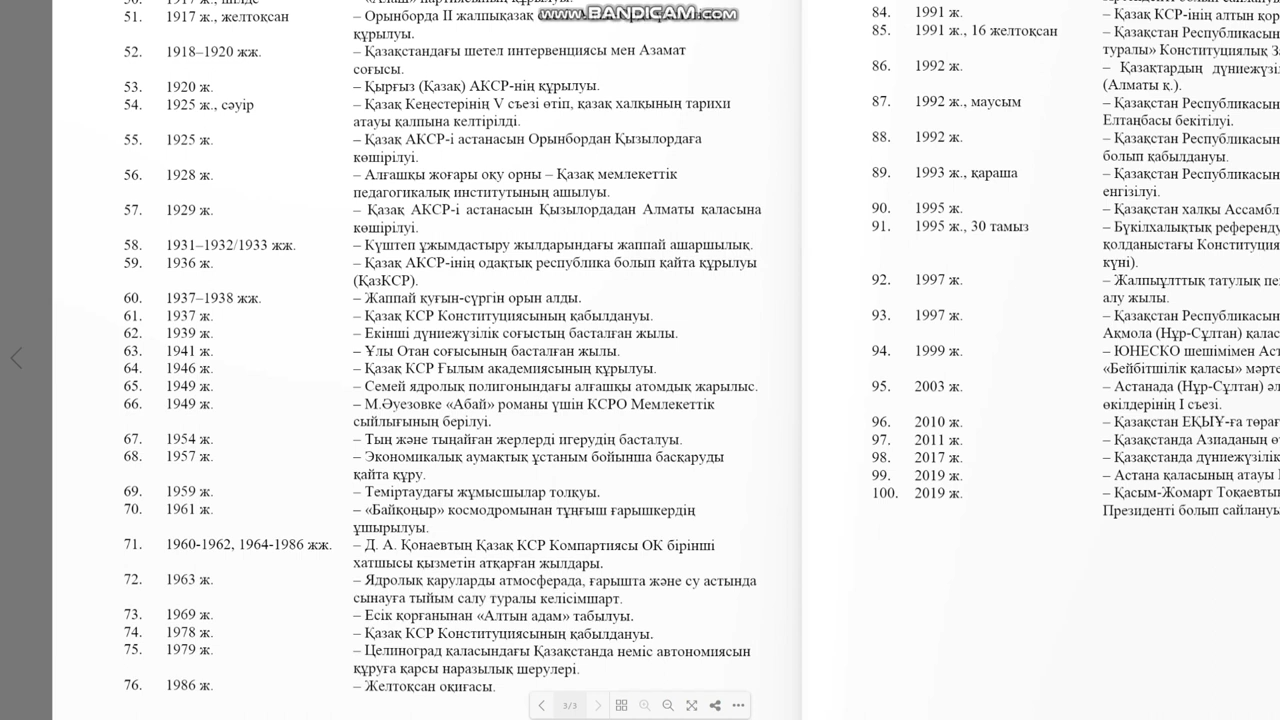 www.BANDICAM.com
51. 1917 ж., желтоқсан – Орынборда II жалпықазақ
құрылуы.
52. 1918–1920 жж. – Қазақстандағы шетел интервенциясы мен Азамат
соғысы.
53. 1920 ж. – Қырғыз (Қазақ) АКСР-нің құрылуы.
54. 1925 ж., сәуір – Қазақ Кеңестерінің V съезі өтіп, қазақ халқының тарихи
атауы қалпына келтірілді.
55. 1925 ж. – Қазақ АКСР-і астанасын Орынбордан Қызылордаға
көшірілуі.
56. 1928 ж. – Алғашқы жоғары оқу орны – Қазақ мемлекеттік
педагогикалық институтының ашылуы.
57. 1929 ж. – Қазақ АКСР-і астанасын Қызылордадан Алматы қаласына
көшірілуі.
58. 1931–1932/1933 жж. – Күштеп ұжымдастыру жылдарындағы жаппай ашаршылық.
59. 1936 ж. – Қазақ АКСР-інің одақтық республика болып қайта құрылуы
(ҚазКСР).
60. 1937–1938 жж. – Жаппай қуғын-сүргін орын алды.
61. 1937 ж. – Қазақ КСР Конституциясының қабылдануы.
62. 1939 ж. – Екінші дүниежүзілік соғыстың басталған жылы.
63. 1941 ж. – Ұлы Отан соғысының басталған жылы.
64. 1946 ж. – Қазақ КСР Ғылым академиясының құрылуы.
65. 1949 ж. – Семей ядролық полигонындағы алғашқы атомдық жарылыс.
66. 1949 ж. – М.Әуезовке «Абай» романы үшін КСРО Мемлекеттік
сыйлығының берілуі.
67. 1954 ж. – Тың және тыңайған жерлерді игерудің басталуы.
68. 1957 ж. – Экономикалық аумақтық ұстаным бойынша басқаруды
қайта құру.
69. 1959 ж. – Теміртаудағы жұмысшылар толқуы.
70. 1961 ж. – «Байқоңыр» космодромынан тұңғыш ғарышкердің
ұшырылуы.
71. 1960-1962, 1964-1986 жж. – Д. А. Қонаевтың Қазақ КСР Компартиясы ОК бірінші
хатшысы қызметін атқарған жылдары.
72. 1963 ж. – Ядролық қаруларды атмосферада, ғарышта және су астында
сынауға тыйым салу туралы келісімшарт.
73. 1969 ж. – Есік қорғанынан «Алтын адам» табылуы.
74. 1978 ж. – Қазақ КСР Конституциясының қабылдануы.
75. 1979 ж. – Целиноград қаласындағы Қазақстанда неміс автономиясын
құруға қарсы наразылық шерулері.
76. 1986 ж. – Желтоқсан оқиғасы.
84. 1991 ж. – Қазақ КСР-інің алтын қор
85. 1991 ж., 16 желтоқсан – Қазақстан Республикасын
туралы» Конституциялық З
86. 1992 ж. – Қазақтардың дүниежүзіл
(Алматы қ.).
87. 1992 ж., маусым – Қазақстан Республикасын
Елтаңбасы бекітілуі.
88. 1992 ж. – Қазақстан Республикасын
болып қабылдануы.
89. 1993 ж., қараша – Қазақстан Республикасын
енгізілуі.
90. 1995 ж. – Қазақстан халқы Ассамбл
91. 1995 ж., 30 тамыз – Бүкілхалықтық референду
қолданыстағы Конституция
күні).
92. 1997 ж. – Жалпыұлттық татулық пе
алу жылы.
93. 1997 ж. – Қазақстан Республикасын
Ақмола (Нұр-Сұлтан) қалас
94. 1999 ж. – ЮНЕСКО шешімімен Аст
«Бейбітшілік қаласы» мәрте
95. 2003 ж. – Астанада (Нұр-Сұлтан) әл
өкілдерінің I съезі.
96. 2010 ж. – Қазақстан ЕҚЫҰ-ға төрағ
97. 2011 ж. – Қазақстанда Азиаданың ө
98. 2017 ж. – Қазақстанда дүниежүзілік
99. 2019 ж. – Астана қаласының атауы
100. 2019 ж. – Қасым-Жомарт Тоқаевты
Президенті болып сайлануы
3/3